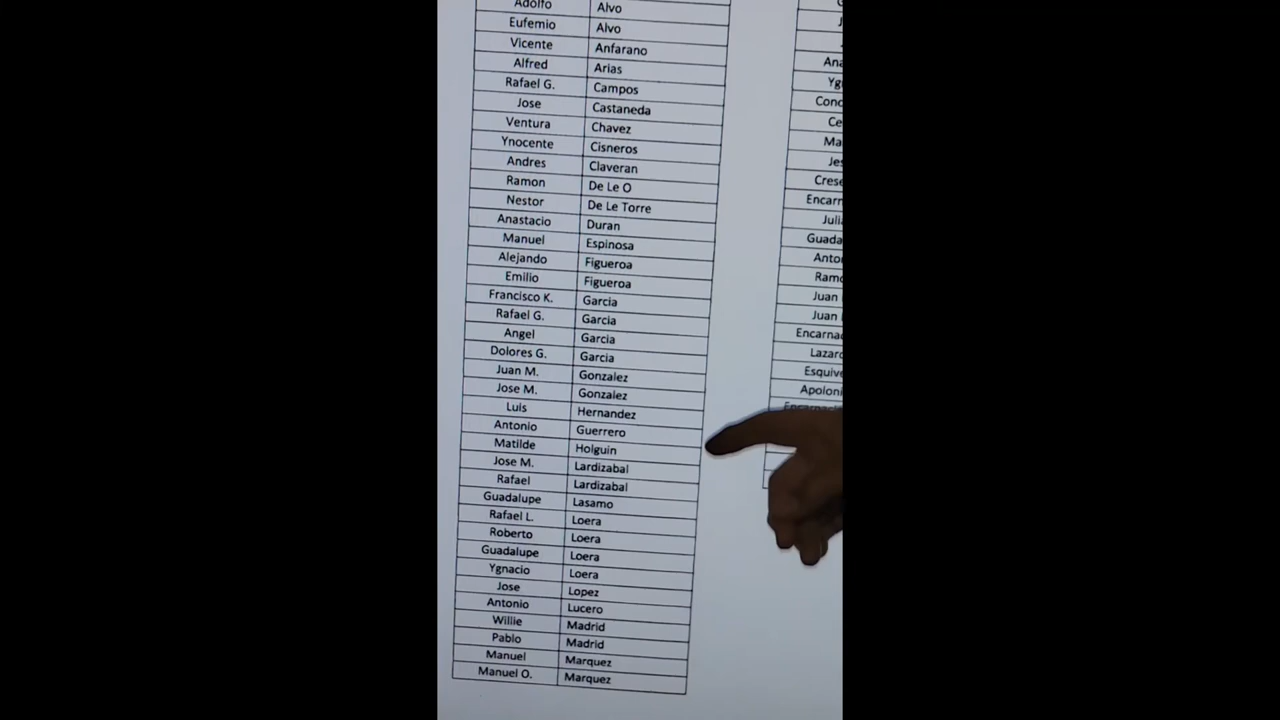 Adolfo Alvo
Eufemio Alvo
Vicente Anfarano
Alfred Arias
Rafael G. Campos
Jose Castaneda
Ventura Chavez
Ynocente Cisneros
Andres Claveran
Ramon De Le O
Nestor De Le Torre
Anastacio Duran
Manuel Espinosa
Alejando Figueroa
Emilio Figueroa
Francisco K. Garcia
Rafael G. Garcia
Angel Garcia
Dolores G. Garcia
Juan M. Gonzalez
Jose M. Gonzalez
Luis Hernandez
Antonio Guerrero
Matilde Holguin
Jose M. Lardizabal
Rafael Lardizabal
Guadalupe Lasamo
Rafael L. Loera
Roberto Loera
Guadalupe Loera
Ygnacio Loera
Jose Lopez
Antonio Lucero
Willie Madrid
Pablo Madrid
Manuel Marquez
Manuel O. Marquez
Juan
Juan